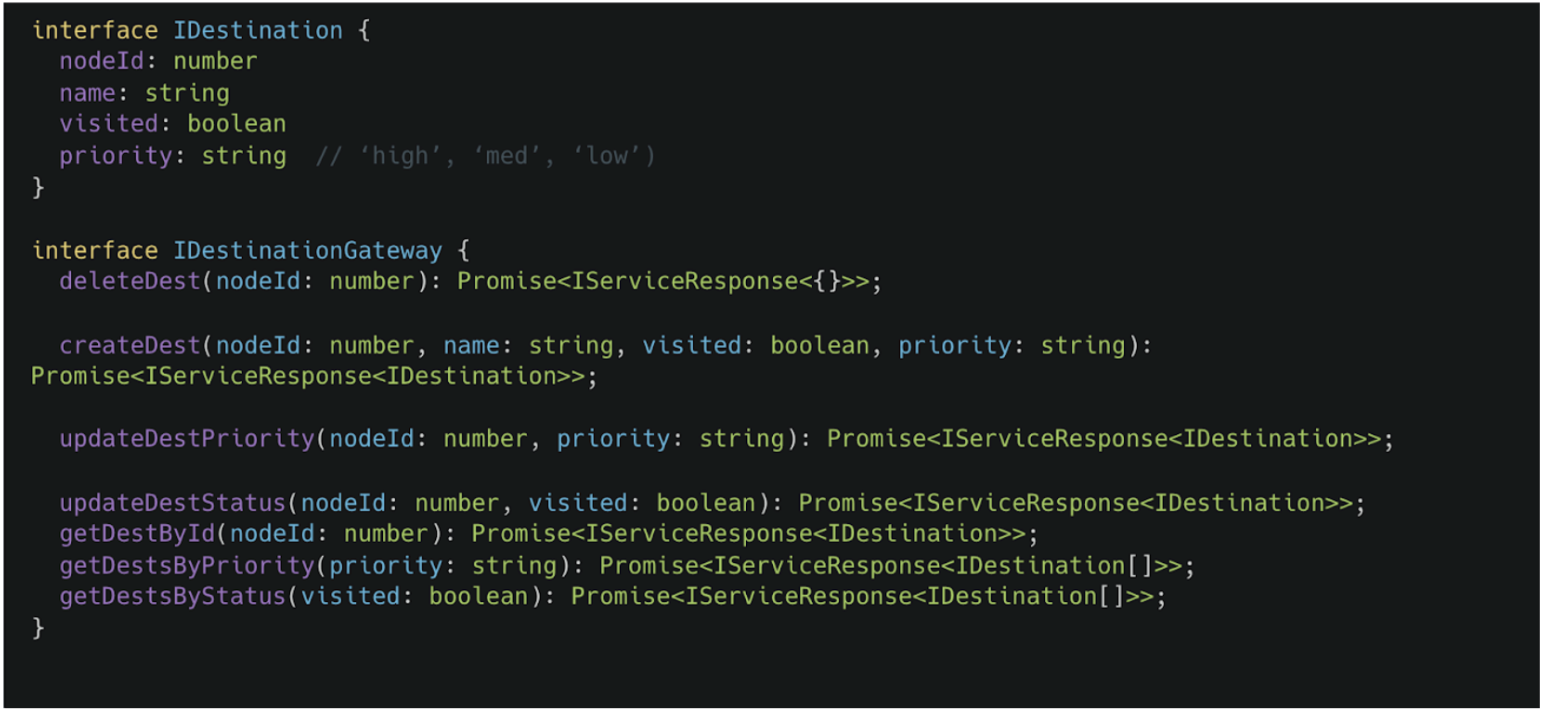 interface IDestination {
  nodeId: number
  name: string
  visited: boolean
  priority: string  // ‘high’, ‘med’, ‘low’)
}

interface IDestinationGateway {
  deleteDest(nodeId: number): Promise<IServiceResponse<{}>>;

  createDest(nodeId: number, name: string, visited: boolean, priority: string):
Promise<IServiceResponse<IDestination>>;

  updateDestPriority(nodeId: number, priority: string): Promise<IServiceResponse<IDestination>>;

  updateDestStatus(nodeId: number, visited: boolean): Promise<IServiceResponse<IDestination>>;
  getDestById(nodeId: number): Promise<IServiceResponse<IDestination>>;
  getDestsByPriority(priority: string): Promise<IServiceResponse<IDestination[]>>;
  getDestsByStatus(visited: boolean): Promise<IServiceResponse<IDestination[]>>;
}